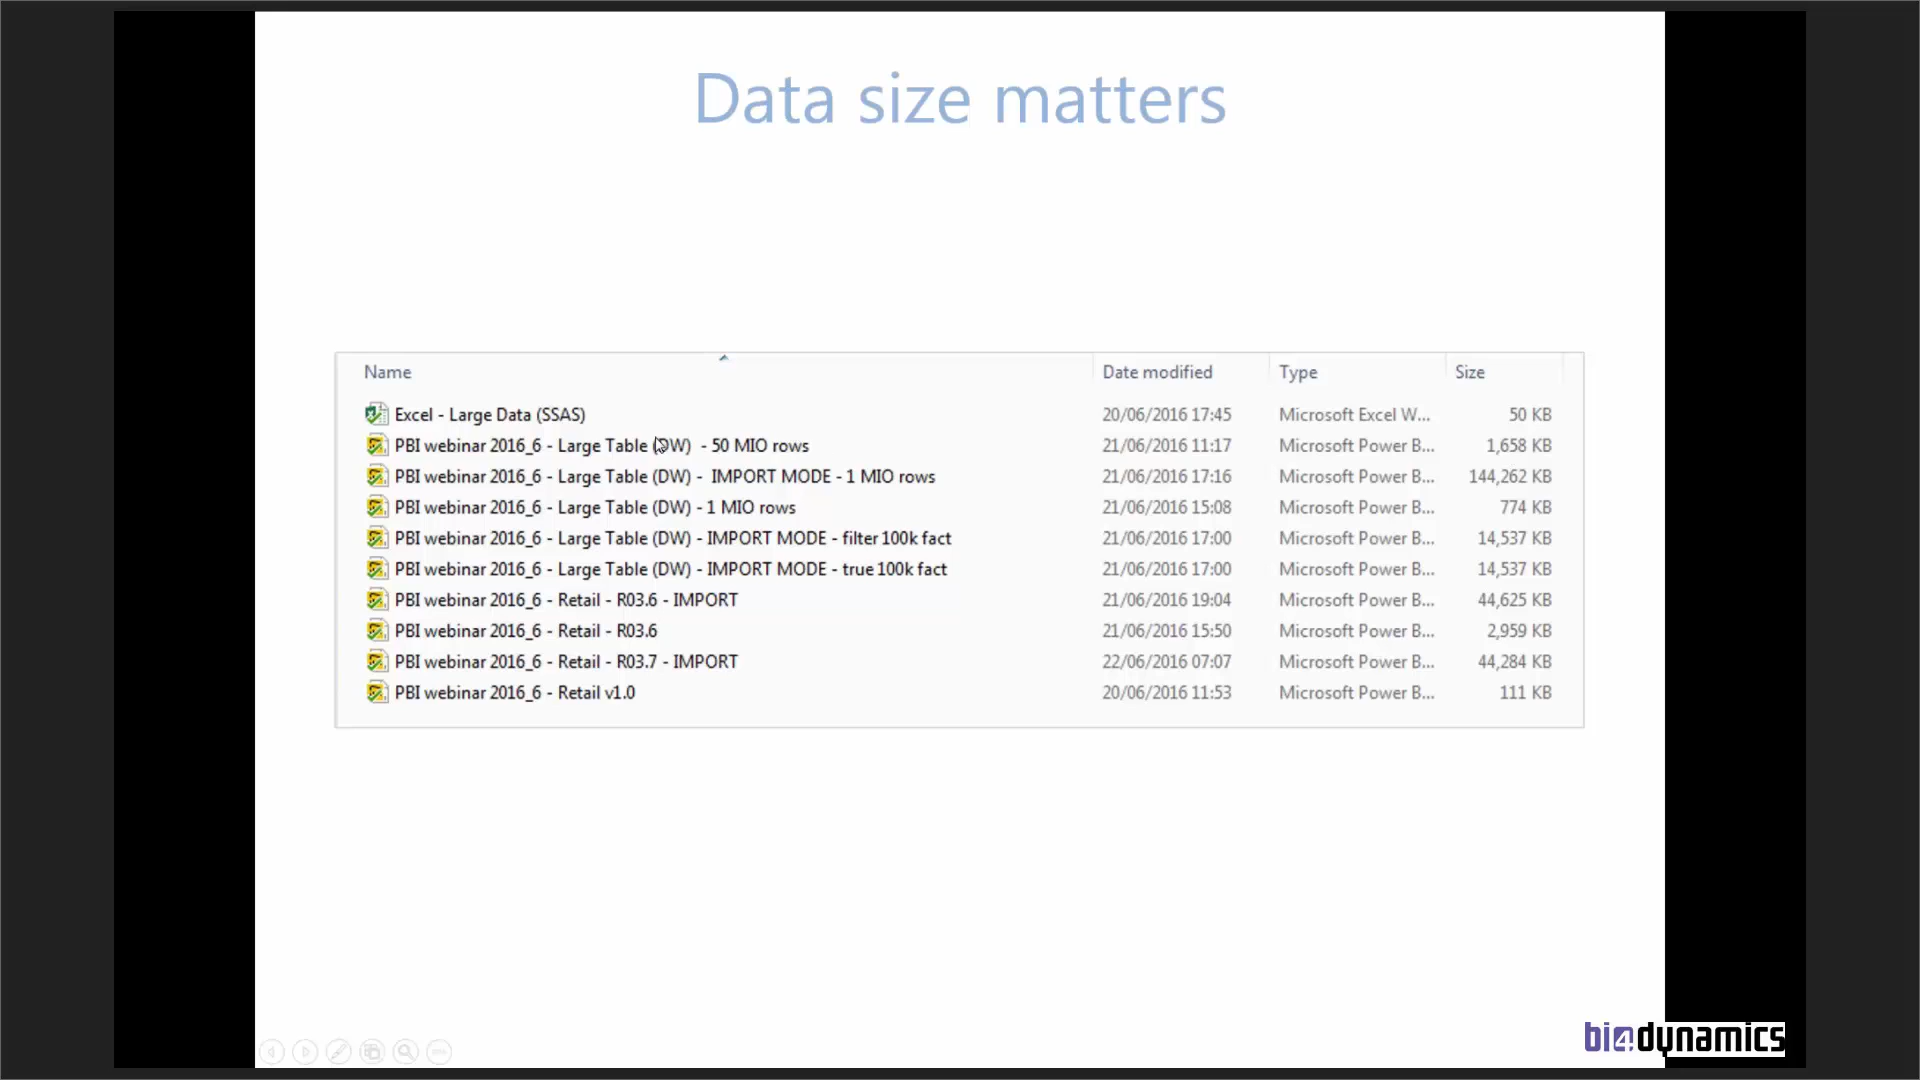 Data size matters
Name Date modified Type Size
Excel - Large Data (SSAS) 20/06/2016 17:45 Microsoft Excel W... 50 KB
PBI webinar 2016_6 - Large Table (DW)  - 50 MIO rows 21/06/2016 11:17 Microsoft Power B... 1,658 KB
PBI webinar 2016_6 - Large Table (DW) -  IMPORT MODE - 1 MIO rows 21/06/2016 17:16 Microsoft Power B... 144,262 KB
PBI webinar 2016_6 - Large Table (DW) - 1 MIO rows 21/06/2016 15:08 Microsoft Power B... 774 KB
PBI webinar 2016_6 - Large Table (DW) - IMPORT MODE - filter 100k fact 21/06/2016 17:00 Microsoft Power B... 14,537 KB
PBI webinar 2016_6 - Large Table (DW) - IMPORT MODE - true 100k fact 21/06/2016 17:00 Microsoft Power B... 14,537 KB
PBI webinar 2016_6 - Retail - R03.6 - IMPORT 21/06/2016 19:04 Microsoft Power B... 44,625 KB
PBI webinar 2016_6 - Retail - R03.6 21/06/2016 15:50 Microsoft Power B... 2,959 KB
PBI webinar 2016_6 - Retail - R03.7 - IMPORT 22/06/2016 07:07 Microsoft Power B... 44,284 KB
PBI webinar 2016_6 - Retail v1.0 20/06/2016 11:53 Microsoft Power B... 111 KB
bi4dynamics